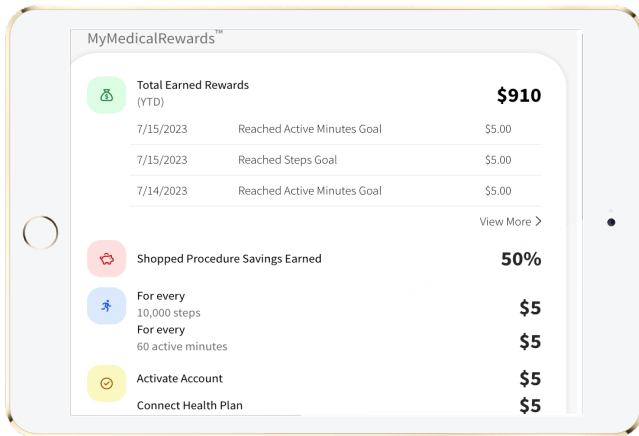 MyMedicalRewards™
Total Earned Rewards
(YTD)
$910
7/15/2023 Reached Active Minutes Goal $5.00
7/15/2023 Reached Steps Goal $5.00
7/14/2023 Reached Active Minutes Goal $5.00
View More >
Shopped Procedure Savings Earned 50%
For every
10,000 steps
$5
For every
60 active minutes
$5
Activate Account $5
Connect Health Plan $5